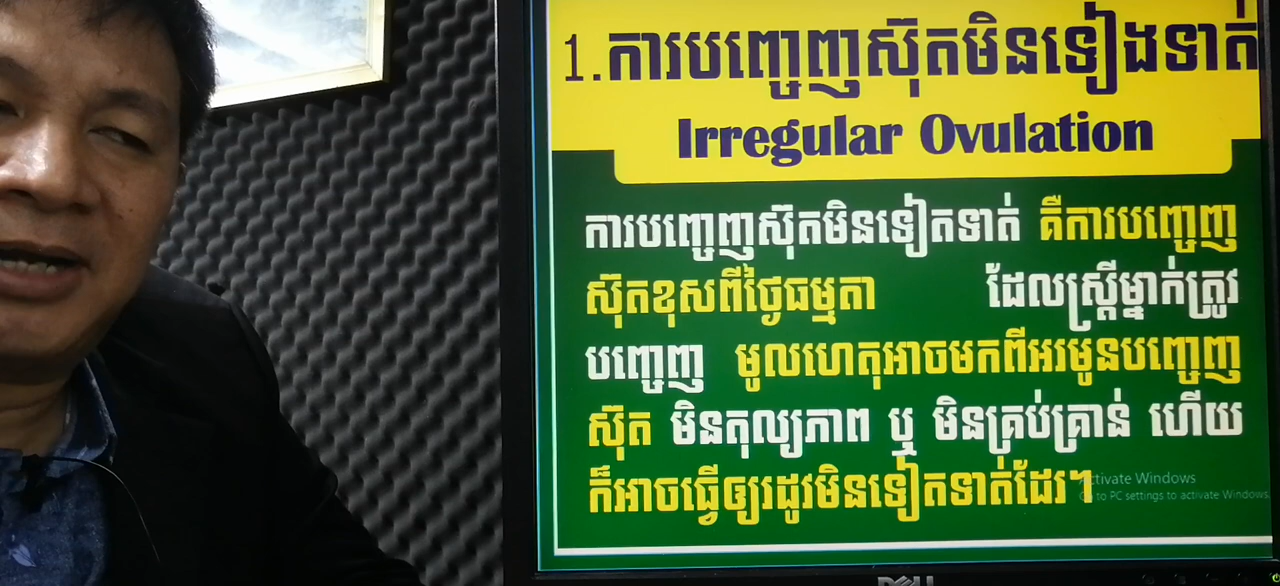 1.ការបញ្ចេញស៊ុតមិនទៀងទាត់
Irregular Ovulation
ការបញ្ចេញស៊ុតមិនទៀតទាត់ គឺការបញ្ចេញ
ស៊ុតខុសពីថ្ងៃធម្មតា ដែលស្ត្រីម្នាក់ត្រូវ
បញ្ចេញ មូលហេតុអាចមកពីអរមូនបញ្ចេញ
ស៊ុត មិនតុល្យភាព ឬ មិនគ្រប់គ្រាន់ ហើយ
ក៏អាចធ្វើឲ្យរដូវមិនទៀតទាត់ដែរ។
Activate Windows
to PC settings to activate Windows.
DELL